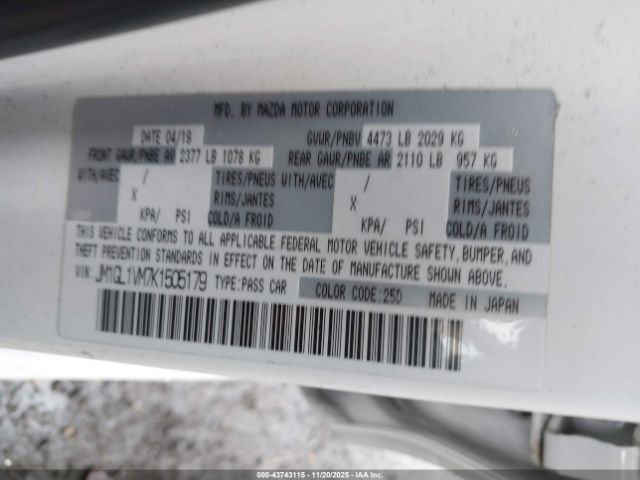 MFD. BY MAZDA MOTOR CORPORATION
DATE 04/19 GVWR/PNBV 4473 LB 2029 KG
FRONT GAWR/PNBE AV 2377 LB 1078 KG REAR GAWR/PNBE AR 2110 LB 957 KG
WITH/AVEC / TIRES/PNEUS WITH/AVEC / TIRES/PNEUS
X RIMS/JANTES X RIMS/JANTES
KPA/ PSI COLD/A FROID KPA/ PSI COLD/A FROID
THIS VEHICLE CONFORMS TO ALL APPLICABLE FEDERAL MOTOR VEHICLE SAFETY, BUMPER, AND
THEFT PREVENTION STANDARDS IN EFFECT ON THE DATE OF MANUFACTURE SHOWN ABOVE.
VIN: JM1GL1VM7K1505179 TYPE:PASS CAR COLOR CODE:25D MADE IN JAPAN
000-43743115 - 11/20/2025 - IAAI.COM